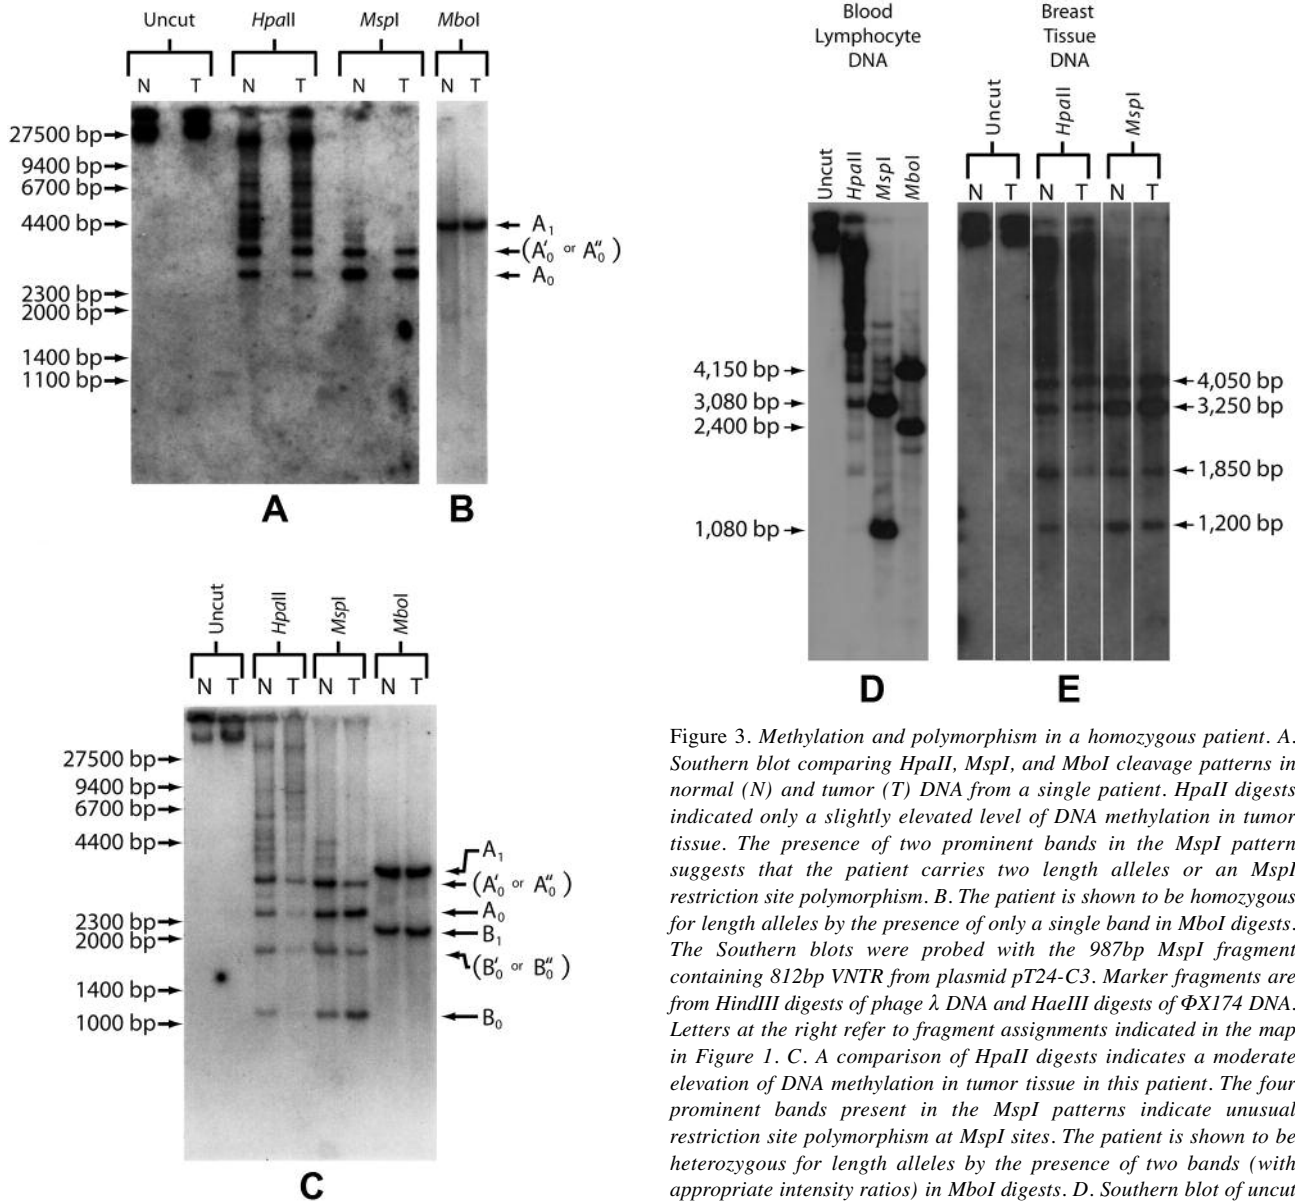 Uncut HpaII MspI MboI
N T N T N T N T
27500 bp
9400 bp
6700 bp
4400 bp
2300 bp
2000 bp
1400 bp
1100 bp
A₁
(A′₀ or A″₀)
A₀
A B
Uncut HpaII MspI MboI
N T N T N T N T
27500 bp
9400 bp
6700 bp
4400 bp
2300 bp
2000 bp
1400 bp
1000 bp
A₁
(A′₀ or A″₀)
A₀
B₁
(B′₀ or B″₀)
B₀
C
Blood
Lymphocyte
DNA
Uncut HpaII MspI MboI
4,150 bp
3,080 bp
2,400 bp
1,080 bp
D
Breast
Tissue
DNA
Uncut HpaII MspI
N T N T N T
4,050 bp
3,250 bp
1,850 bp
1,200 bp
E
Figure 3. Methylation and polymorphism in a homozygous patient. A.
Southern blot comparing HpaII, MspI, and MboI cleavage patterns in
normal (N) and tumor (T) DNA from a single patient. HpaII digests
indicated only a slightly elevated level of DNA methylation in tumor
tissue. The presence of two prominent bands in the MspI pattern
suggests that the patient carries two length alleles or an MspI
restriction site polymorphism. B. The patient is shown to be homozygous
for length alleles by the presence of only a single band in MboI digests.
The Southern blots were probed with the 987bp MspI fragment
containing 812bp VNTR from plasmid pT24-C3. Marker fragments are
from HindIII digests of phage λ DNA and HaeIII digests of ΦX174 DNA.
Letters at the right refer to fragment assignments indicated in the map
in Figure 1. C. A comparison of HpaII digests indicates a moderate
elevation of DNA methylation in tumor tissue in this patient. The four
prominent bands present in the MspI patterns indicate unusual
restriction site polymorphism at MspI sites. The patient is shown to be
heterozygous for length alleles by the presence of two bands (with
appropriate intensity ratios) in MboI digests. D. Southern blot of uncut